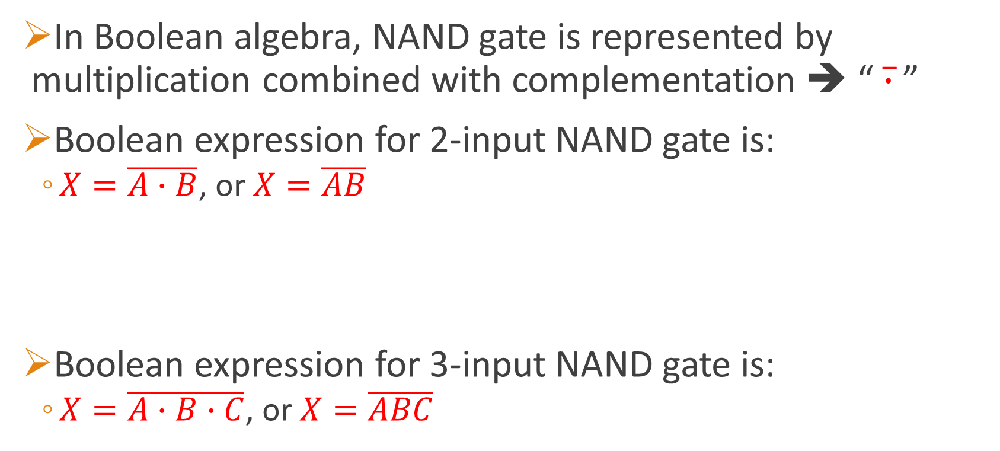 ➢In Boolean algebra, NAND gate is represented by
multiplication combined with complementation ➔ “ ⨪ ”
➢Boolean expression for 2-input NAND gate is:
◦ $X = \overline{A \cdot B}$, or $X = \overline{AB}$
➢Boolean expression for 3-input NAND gate is:
◦ $X = \overline{A \cdot B \cdot C}$, or $X = \overline{ABC}$